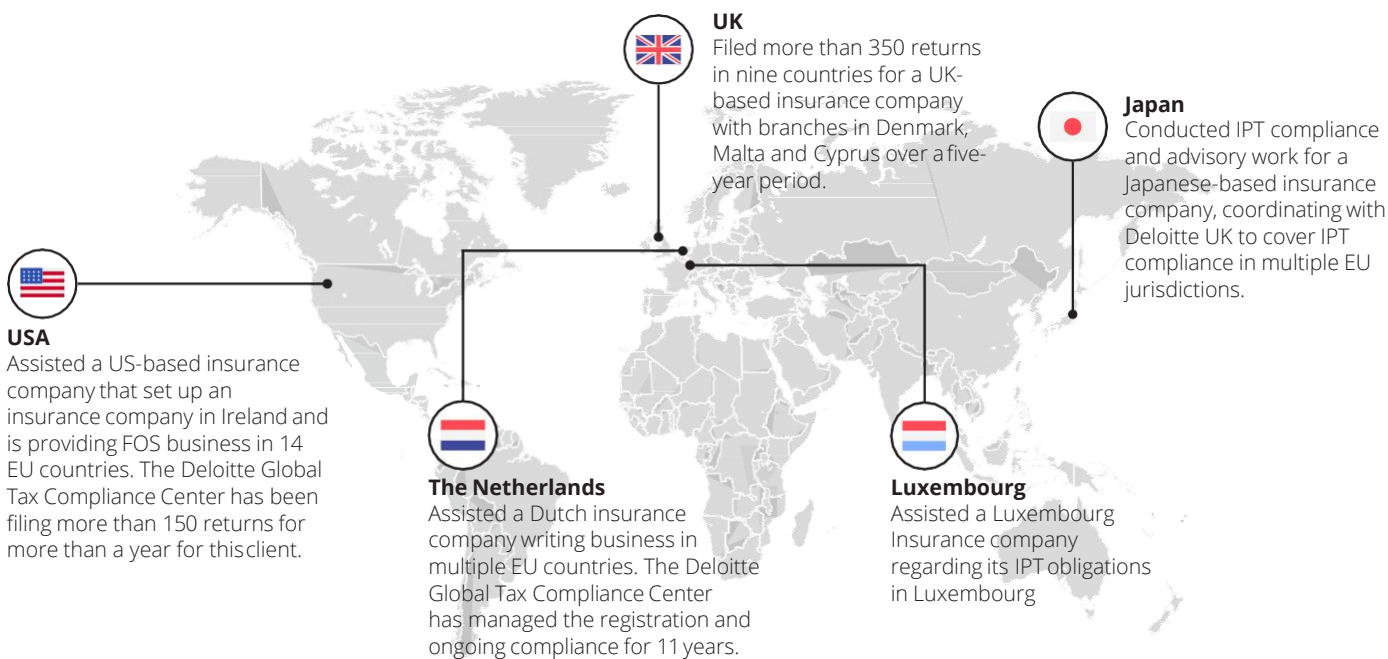 UK
Filed more than 350 returns
in nine countries for a UK-
based insurance company
with branches in Denmark,
Malta and Cyprus over a five-
year period.
Japan
Conducted IPT compliance
and advisory work for a
Japanese-based insurance
company, coordinating with
Deloitte UK to cover IPT
compliance in multiple EU
jurisdictions.
USA
Assisted a US-based insurance
company that set up an
insurance company in Ireland and
is providing FOS business in 14
EU countries. The Deloitte Global
Tax Compliance Center has been
filing more than 150 returns for
more than a year for this client.
The Netherlands
Assisted a Dutch insurance
company writing business in
multiple EU countries. The Deloitte
Global Tax Compliance Center
has managed the registration and
ongoing compliance for 11 years.
Luxembourg
Assisted a Luxembourg
Insurance company
regarding its IPT obligations
in Luxembourg